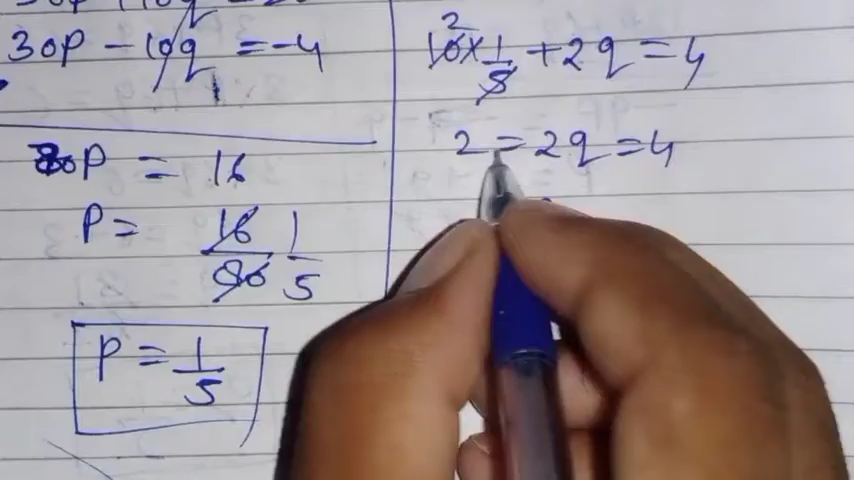 30P - 10q = -4
80P = 16
P = 16/80 1/5
P = 1/5
2
10 × 1/5 + 2q = 4
2 = 2q = 4